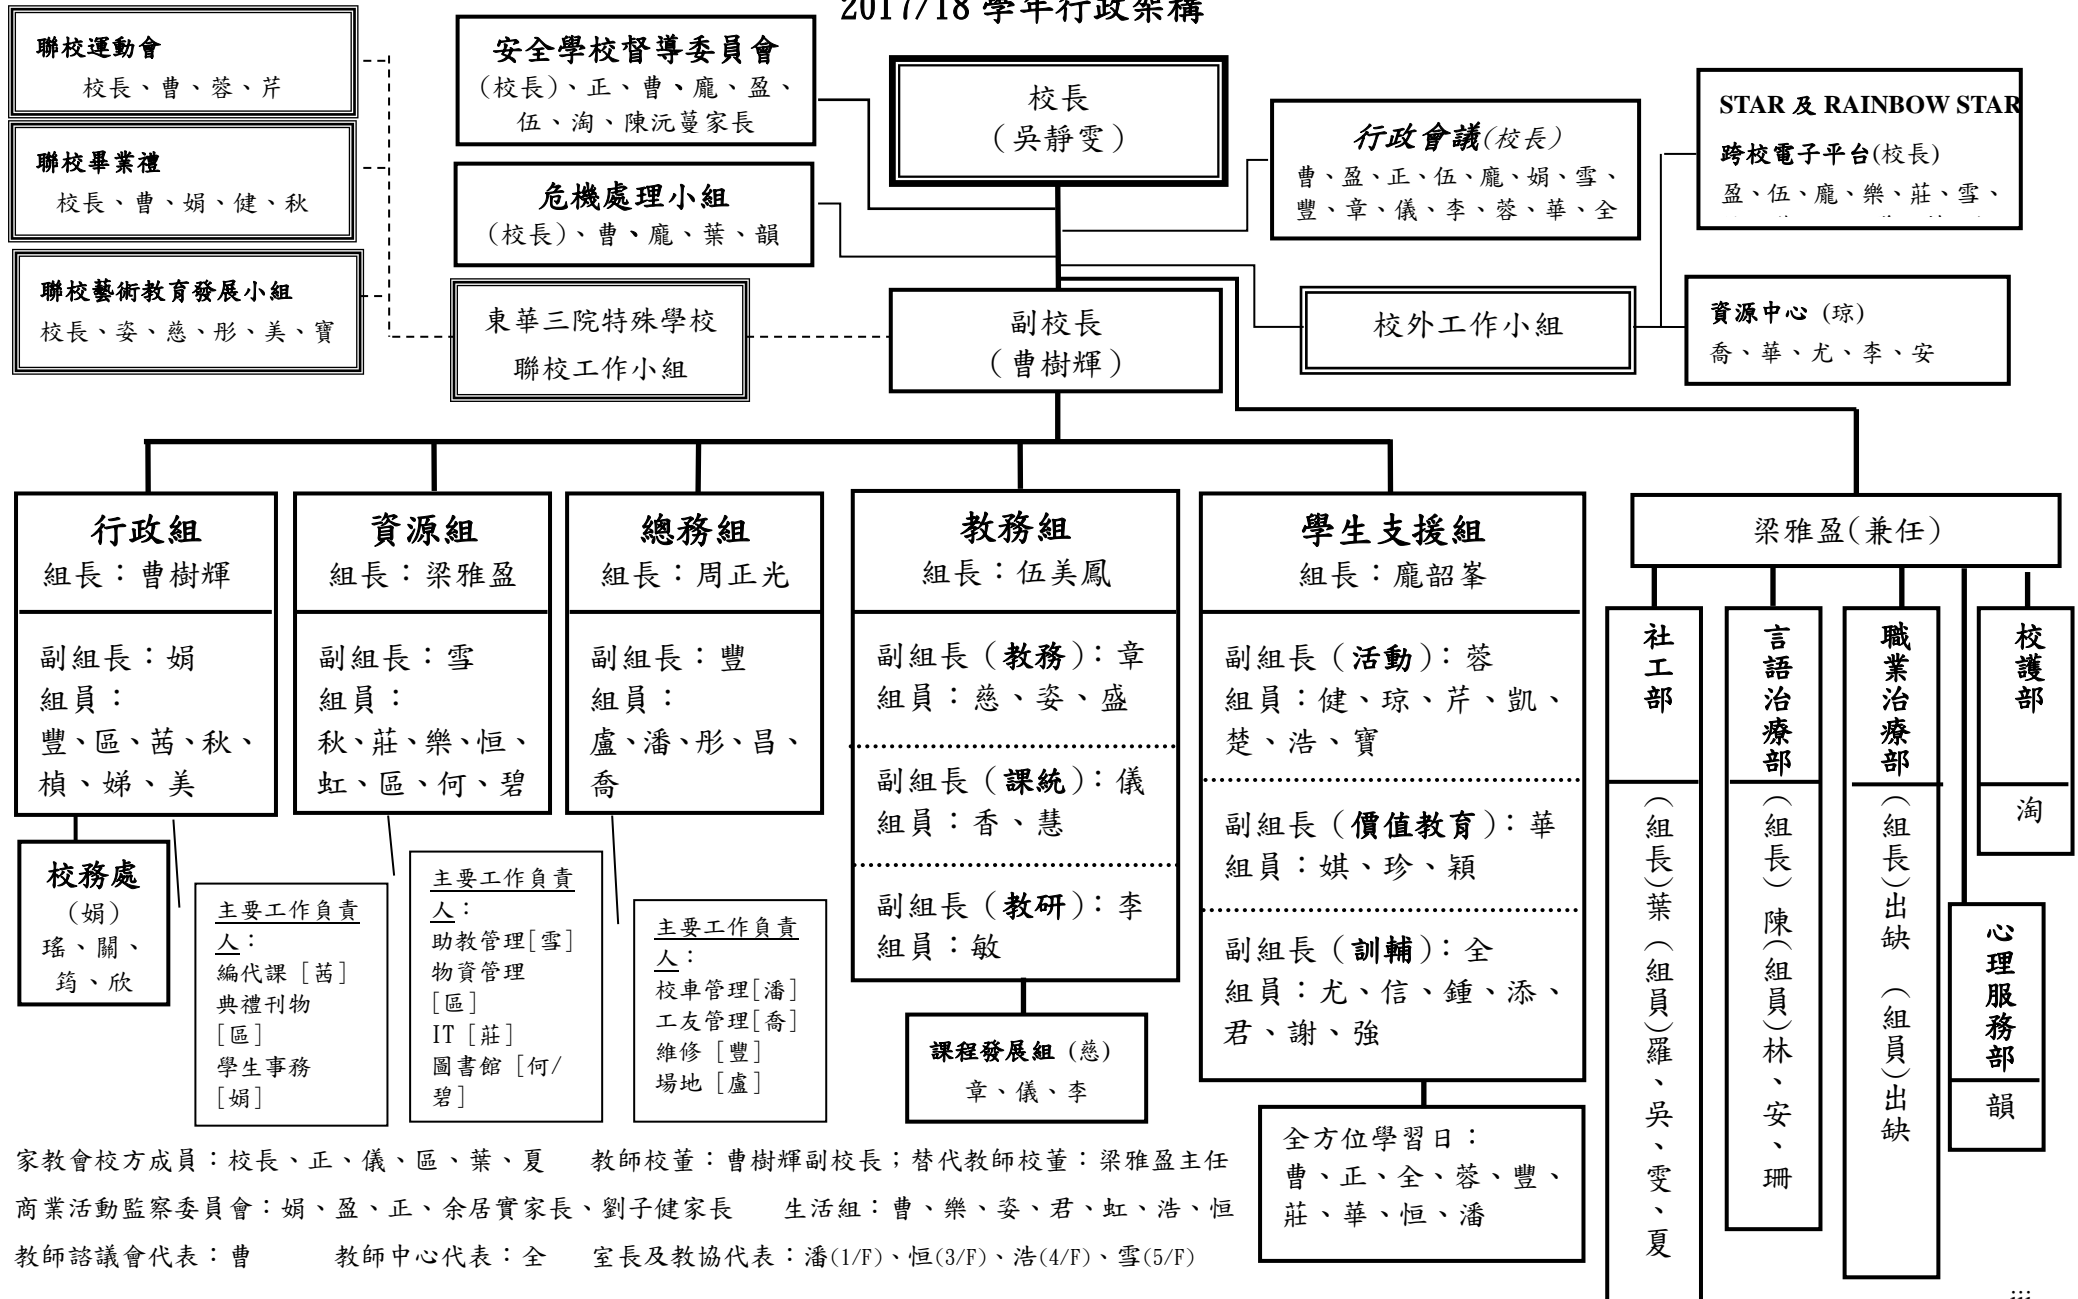 2017/18 學年行政架構
聯校運動會
校長、曹、蓉、芹
聯校畢業禮
校長、曹、娟、健、秋
聯校藝術教育發展小組
校長、姿、慈、彤、美、寶
安全學校督導委員會
(校長)、正、曹、龐、盈、
伍、淘、陳沅蔓家長
危機處理小組
(校長)、曹、龐、葉、韻
東華三院特殊學校
聯校工作小組
校長
（吳靜雯）
副校長
（曹樹輝）
行政會議(校長)
曹、盈、正、伍、龐、娟、雪、
豐、章、儀、李、蓉、華、全
校外工作小組
STAR 及 RAINBOW STAR
跨校電子平台(校長)
盈、伍、龐、樂、莊、雪、
資源中心 (琼)
喬、華、尤、李、安
行政組
組長：曹樹輝
副組長：娟
組員：
豐、區、茜、秋、
楨、娣、美
校務處
（娟）
瑤、關、
筠、欣
主要工作負責
人：
編代課 [茜]
典禮刊物
[區]
學生事務
[娟]
資源組
組長：梁雅盈
副組長：雪
組員：
秋、莊、樂、恒、
虹、區、何、碧
主要工作負責
人：
助教管理[雪]
物資管理
[區]
IT [莊]
圖書館 [何/
碧]
總務組
組長：周正光
副組長：豐
組員：
盧、潘、彤、昌、
喬
主要工作負責
人：
校車管理[潘]
工友管理[喬]
維修 [豐]
場地 [盧]
教務組
組長：伍美鳳
副組長（教務）：章
組員：慈、姿、盛
副組長（課統）：儀
組員：香、慧
副組長（教研）：李
組員：敏
課程發展組 (慈)
章、儀、李
學生支援組
組長：龐韶峯
副組長（活動）：蓉
組員：健、琼、芹、凱、
楚、浩、寶
副組長（價值教育）：華
組員：娸、珍、穎
副組長（訓輔）：全
組員：尤、信、鍾、添、
君、謝、強
全方位學習日：
曹、正、全、蓉、豐、
莊、華、恒、潘
梁雅盈(兼任)
社工部
（組長）葉（組員）羅、吳、雯、夏
言語治療部
（組長）陳（組員）林、安、珊
職業治療部
（組長）出缺（組員）出缺
心理服務部
韻
校護部
淘
家教會校方成員：校長、正、儀、區、葉、夏 教師校董：曹樹輝副校長；替代教師校董：梁雅盈主任
商業活動監察委員會：娟、盈、正、余居實家長、劉子健家長 生活組：曹、樂、姿、君、虹、浩、恒
教師諮議會代表：曹 教師中心代表：全 室長及教協代表：潘(1/F)、恒(3/F)、浩(4/F)、雪(5/F)
iii